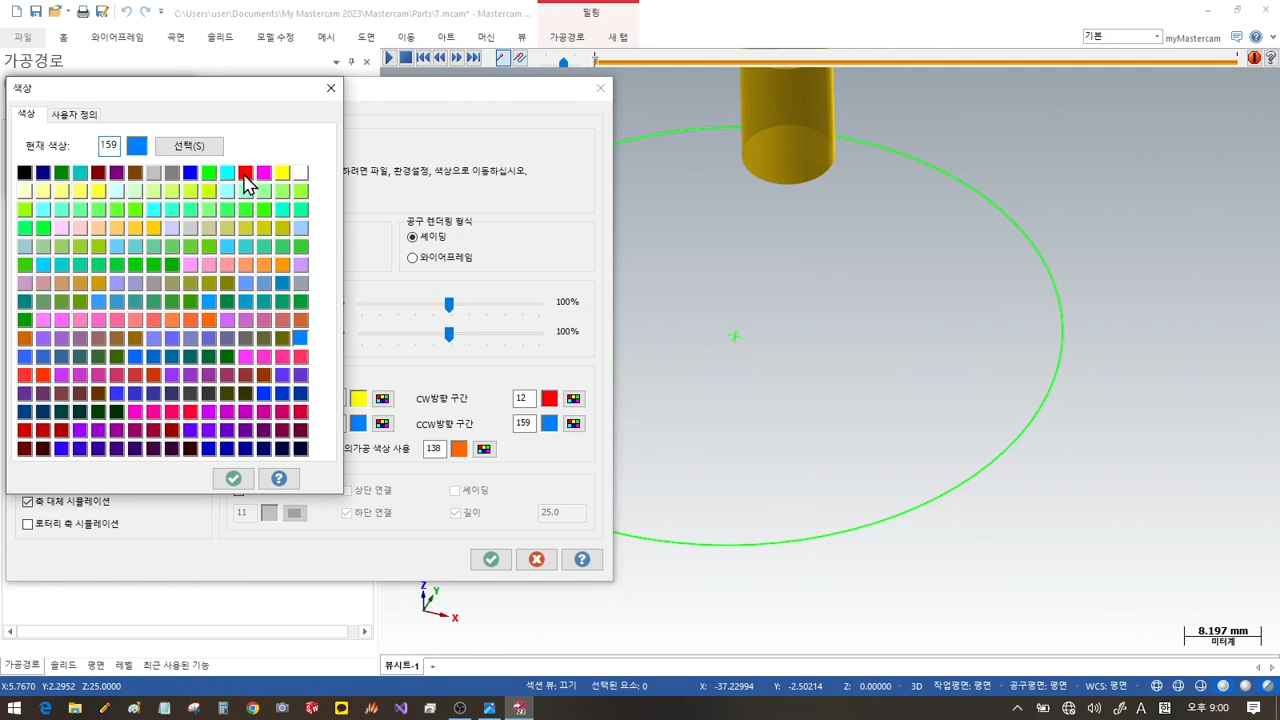 C:\Users\user\Documents\My Mastercam 2023\Mastercam\Parts\T.mcam* - Mastercam ...
밀링
파일 홈 와이어프레임 곡면 솔리드 모델 수정 메시 도면 이동 아트 머신 뷰 가공경로 새 탭
기본 myMastercam
가공경로
색상
색상 사용자 정의
현재 색상: 159 선택(S)
하려면 파일, 환경설정, 색상으로 이동하십시오.
공구 렌더링 형식
셰이딩
와이어프레임
100%
100%
CW방향 구간 12
CCW방향 구간 159
의가공 색상 사용 138
상단 연결 셰이딩
11 하단 연결 길이 25.0
축 대체 시뮬레이션
로터리 축 시뮬레이션
Z Y X
8.197 mm
미터계
가공경로 솔리드 평면 레벨 최근 사용된 기능
뷰시트-1 +
X:5.7670 Y:2.2952 Z:25.0000 섹션 뷰: 끄기 선택된 요소: 0 X: -37.22994 Y: -2.50214 Z: 0.00000 3D 작업평면: 평면 공구평면: 평면 WCS: 평면
A 한 오후 9:00